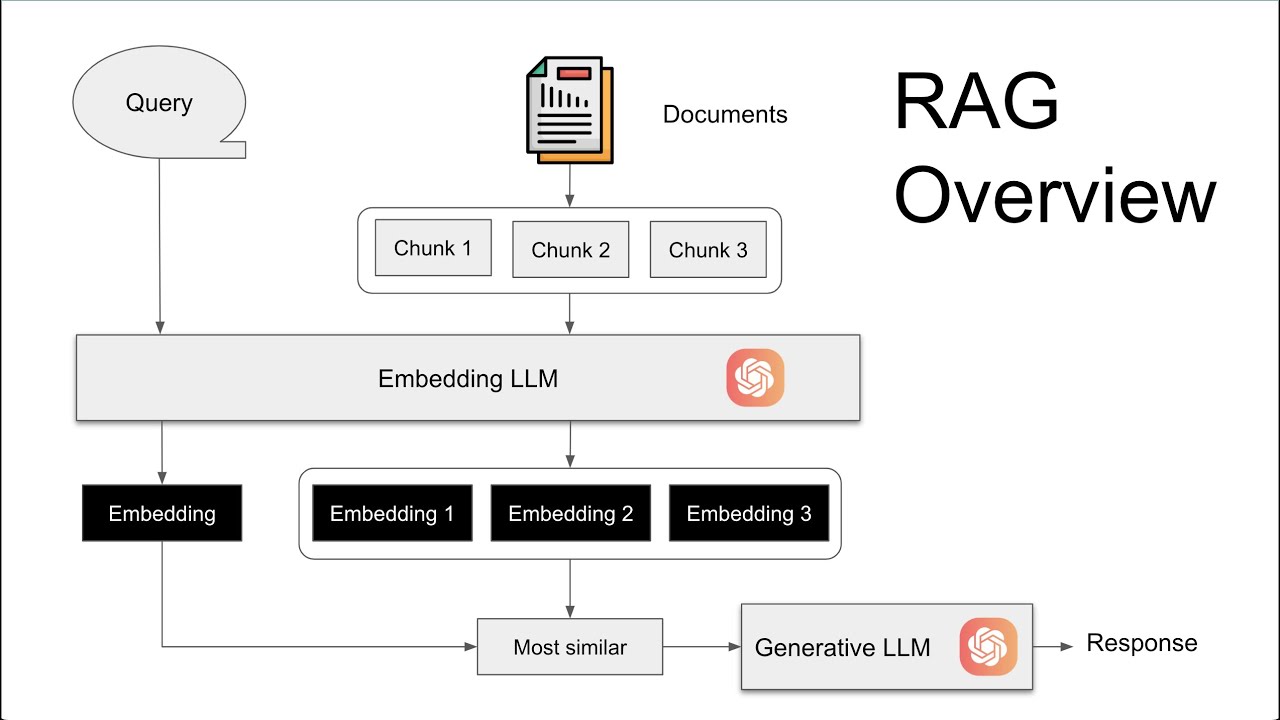 Query
Documents
RAG
Overview
Chunk 1
Chunk 2
Chunk 3
Embedding LLM
Embedding
Embedding 1
Embedding 2
Embedding 3
Most similar
Generative LLM
Response